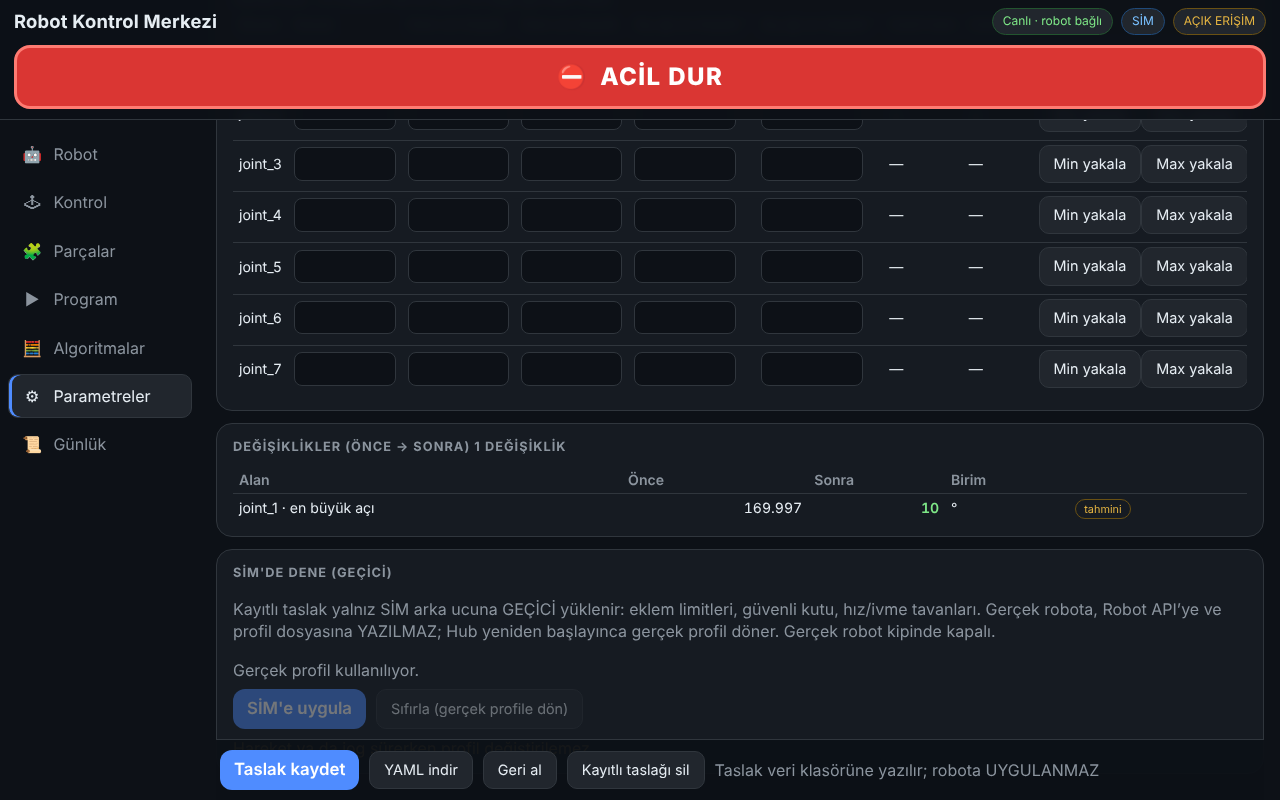 Robot Kontrol Merkezi
Canlı · robot bağlı
SİM
AÇIK ERİŞİM
ACİL DUR
Robot
Kontrol
Parçalar
Program
Algoritmalar
Parametreler
Günlük
joint_3 — — Min yakala Max yakala
joint_4 — — Min yakala Max yakala
joint_5 — — Min yakala Max yakala
joint_6 — — Min yakala Max yakala
joint_7 — — Min yakala Max yakala
DEĞİŞİKLİKLER (ÖNCE → SONRA) 1 DEĞİŞİKLİK
Alan Önce Sonra Birim
joint_1 · en büyük açı 169.997 10 ° tahmini
SİM'DE DENE (GEÇİCİ)
Kayıtlı taslak yalnız SİM arka ucuna GEÇİCİ yüklenir: eklem limitleri, güvenli kutu, hız/ivme tavanları. Gerçek robota, Robot API’ye ve
profil dosyasına YAZILMAZ; Hub yeniden başlayınca gerçek profil döner. Gerçek robot kipinde kapalı.
Gerçek profil kullanılıyor.
SİM'e uygula
Sıfırla (gerçek profile dön)
Taslak kaydet
YAML indir
Geri al
Kayıtlı taslağı sil
Taslak veri klasörüne yazılır; robota UYGULANMAZ